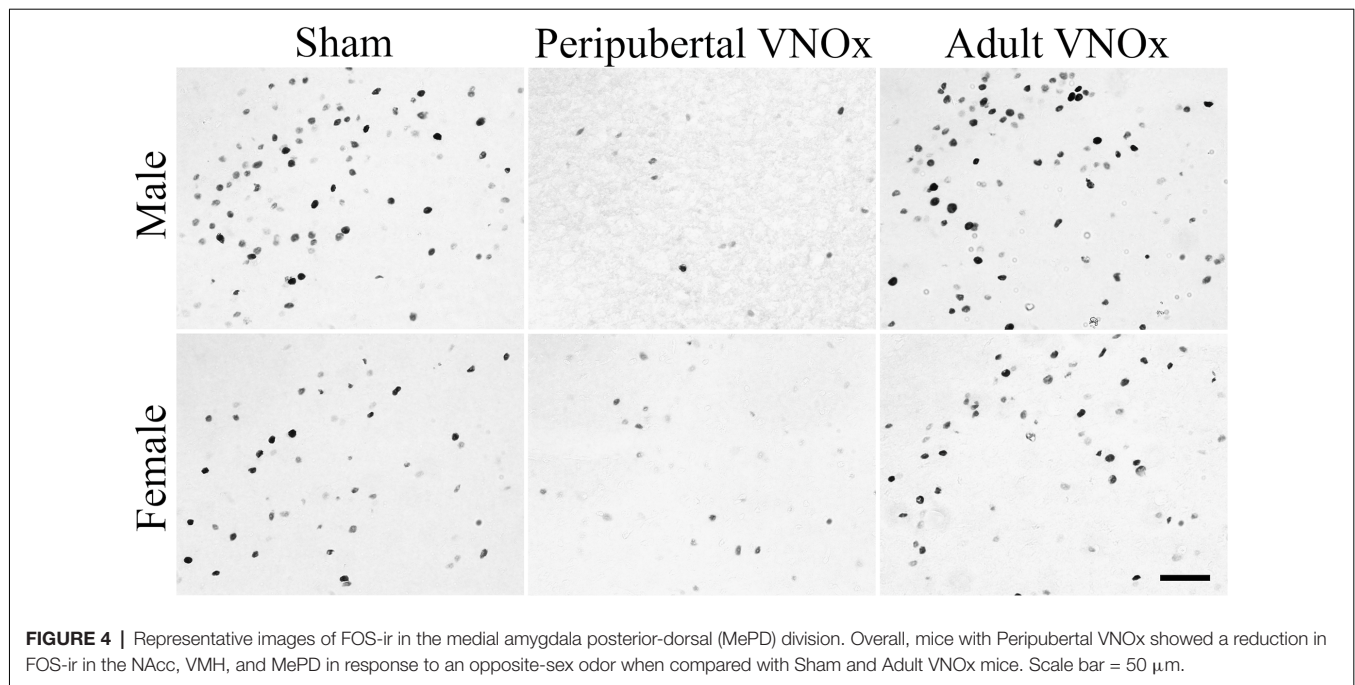 Sham Peripubertal VNOx Adult VNOx
Male
Female
FIGURE 4 | Representative images of FOS-ir in the medial amygdala posterior-dorsal (MePD) division. Overall, mice with Peripubertal VNOx showed a reduction in
FOS-ir in the NAcc, VMH, and MePD in response to an opposite-sex odor when compared with Sham and Adult VNOx mice. Scale bar = 50 μm.